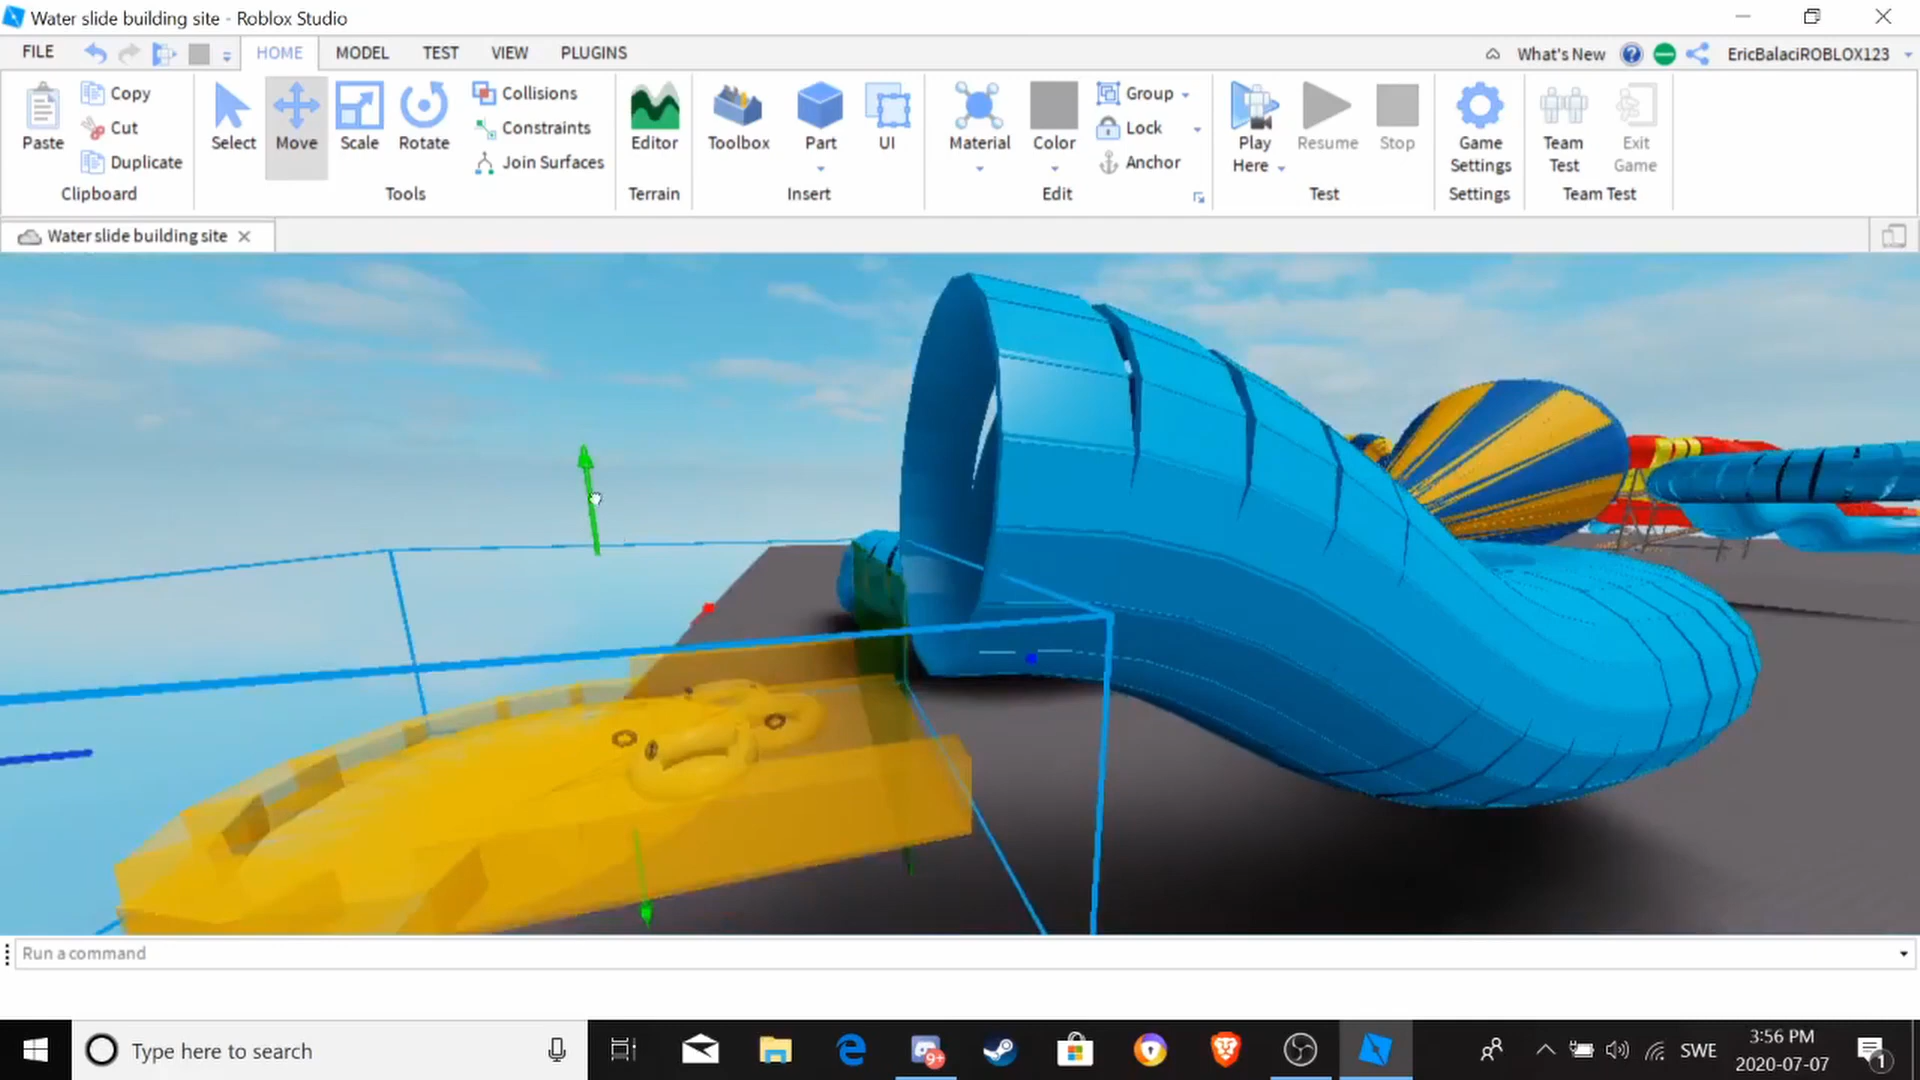 Water slide building site - Roblox Studio
FILE HOME MODEL TEST VIEW PLUGINS What's New ? EricBalaciROBLOX123
Paste Copy Cut Duplicate
Select Move Scale Rotate Collisions Constraints Join Surfaces
Editor Toolbox Part UI
Material Color Group Lock Anchor
Play Here Resume Stop
Game Settings Team Test Exit Game
Clipboard Tools Terrain Insert Edit Test Settings Team Test
Water slide building site
Run a command
Type here to search
9+
SWE
3:56 PM
2020-07-07
1